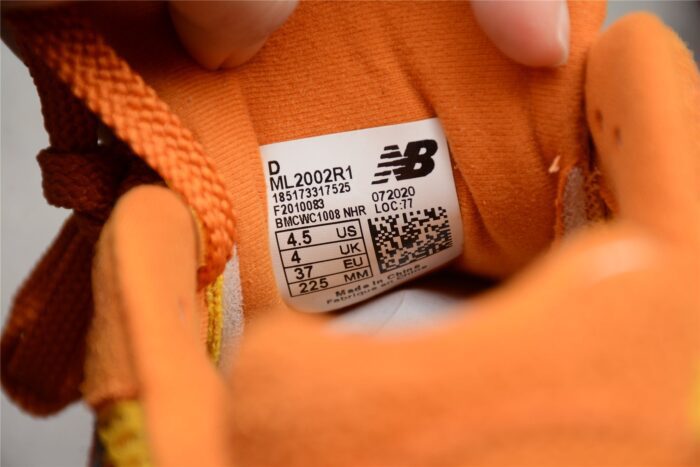 D
ML2002R1
185173317525
F2010083
BMCWC1008 NHR
NB
072020
LOC:77
4.5 US
4 UK
37 EU
225 MM
Made in China
Fabrique en Chine